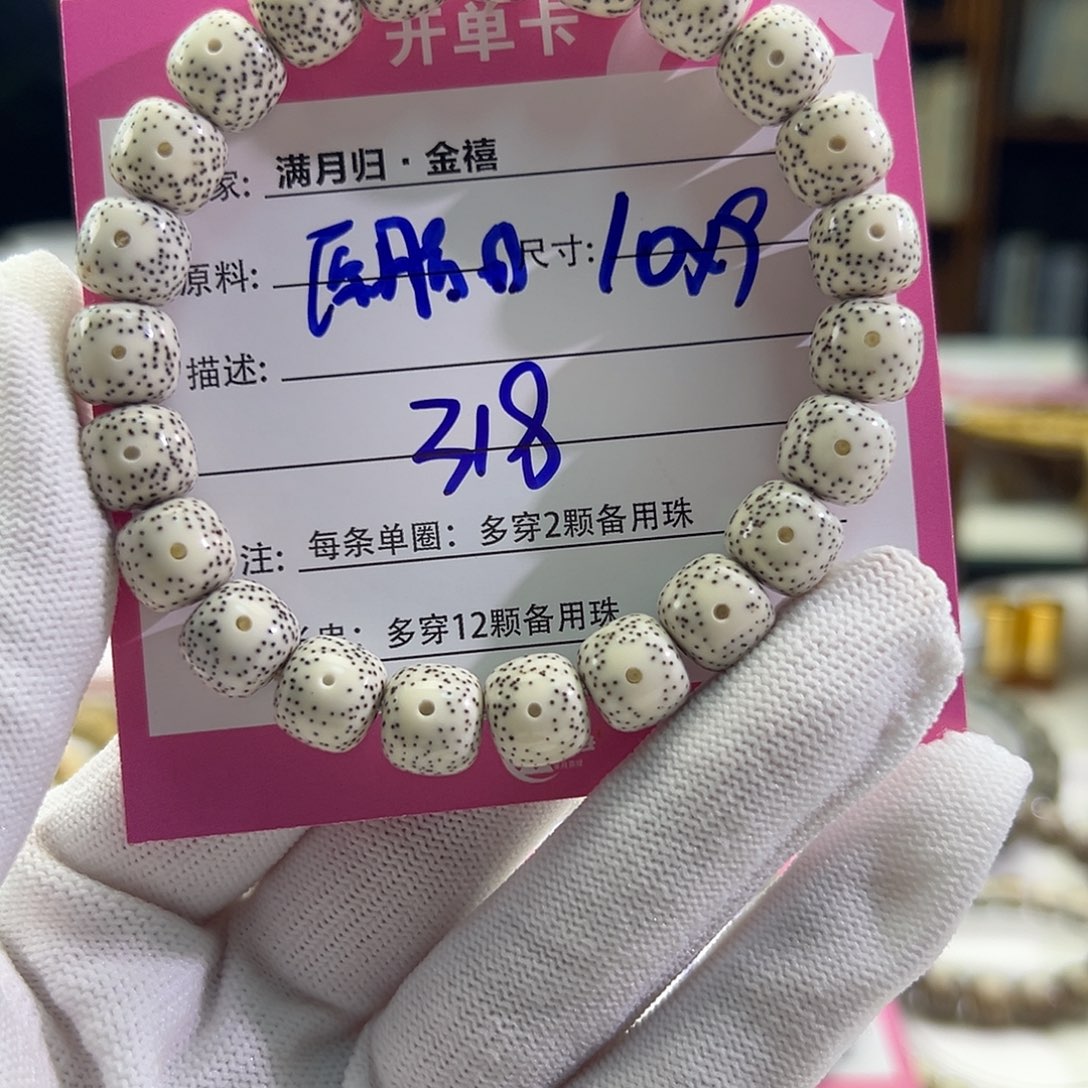 开单卡
家: 满月归·金禧
原料: 尺寸: 10x9
描述:
318
注: 每条单圈: 多穿2颗备用珠
多穿12颗备用珠